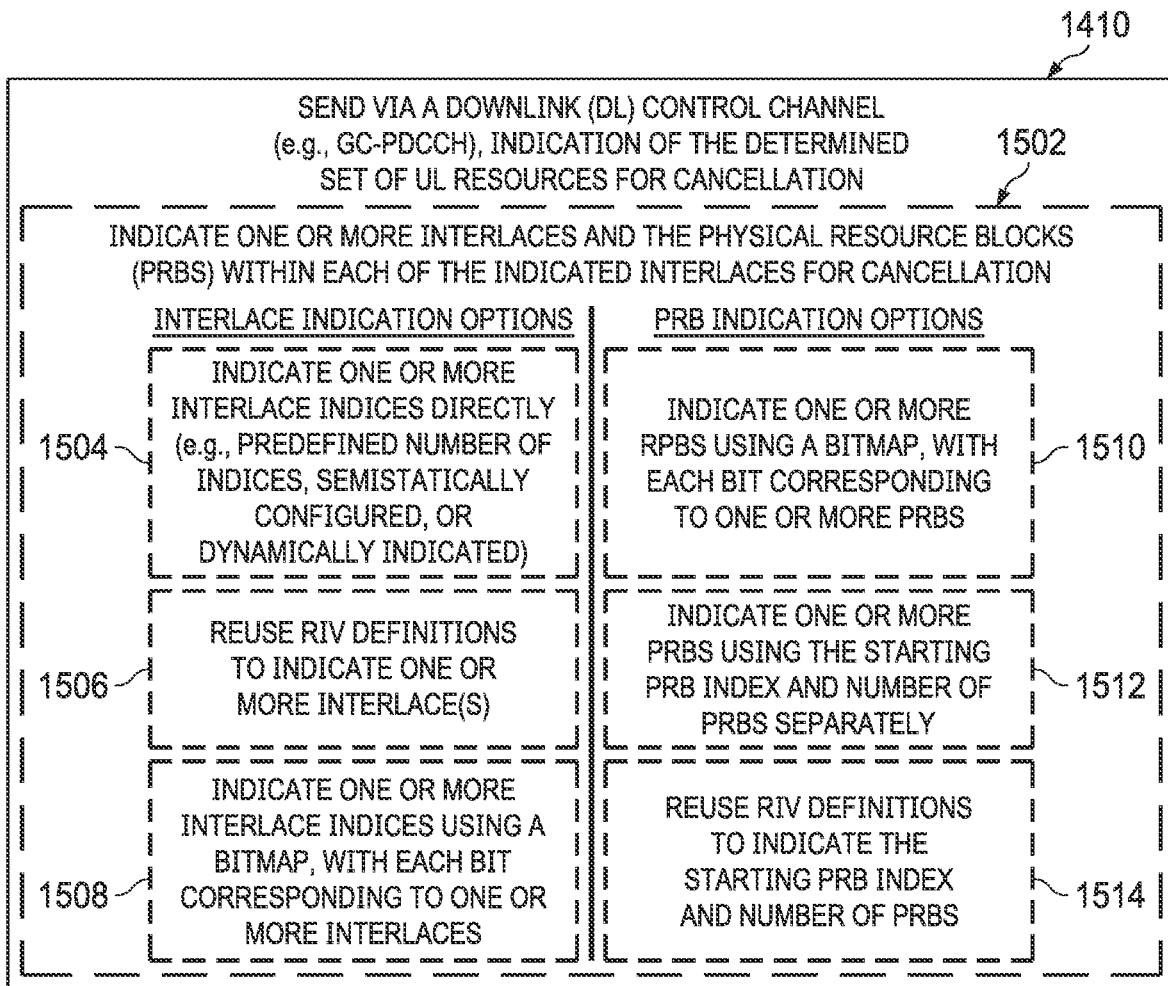 1410
SEND VIA A DOWNLINK (DL) CONTROL CHANNEL
(e.g., GC-PDCCH), INDICATION OF THE DETERMINED
SET OF UL RESOURCES FOR CANCELLATION
1502
INDICATE ONE OR MORE INTERLACES AND THE PHYSICAL RESOURCE BLOCKS
(PRBS) WITHIN EACH OF THE INDICATED INTERLACES FOR CANCELLATION
INTERLACE INDICATION OPTIONS
1504
INDICATE ONE OR MORE
INTERLACE INDICES DIRECTLY
(e.g., PREDEFINED NUMBER OF
INDICES, SEMISTATICALLY
CONFIGURED, OR
DYNAMICALLY INDICATED)
1506
REUSE RIV DEFINITIONS
TO INDICATE ONE OR
MORE INTERLACE(S)
1508
INDICATE ONE OR MORE
INTERLACE INDICES USING A
BITMAP, WITH EACH BIT
CORRESPONDING TO ONE OR
MORE INTERLACES
PRB INDICATION OPTIONS
INDICATE ONE OR MORE
RPBS USING A BITMAP, WITH
EACH BIT CORRESPONDING
TO ONE OR MORE PRBS
1510
INDICATE ONE OR MORE
PRBS USING THE STARTING
PRB INDEX AND NUMBER OF
PRBS SEPARATELY
1512
REUSE RIV DEFINITIONS
TO INDICATE THE
STARTING PRB INDEX
AND NUMBER OF PRBS
1514